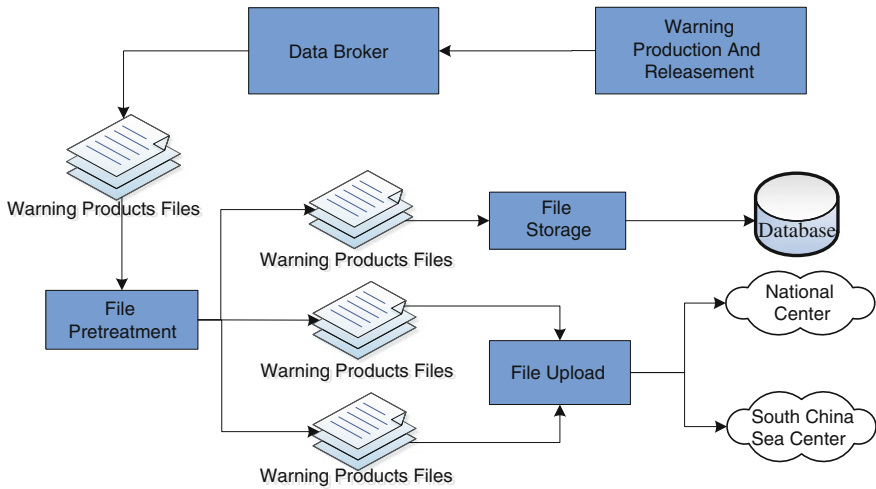 Data Broker
Warning
Production And
Releasement
Warning Products Files
Warning Products Files
File
Storage
Database
File
Pretreatment
Warning Products Files
File Upload
National
Center
South China
Sea Center
Warning Products Files